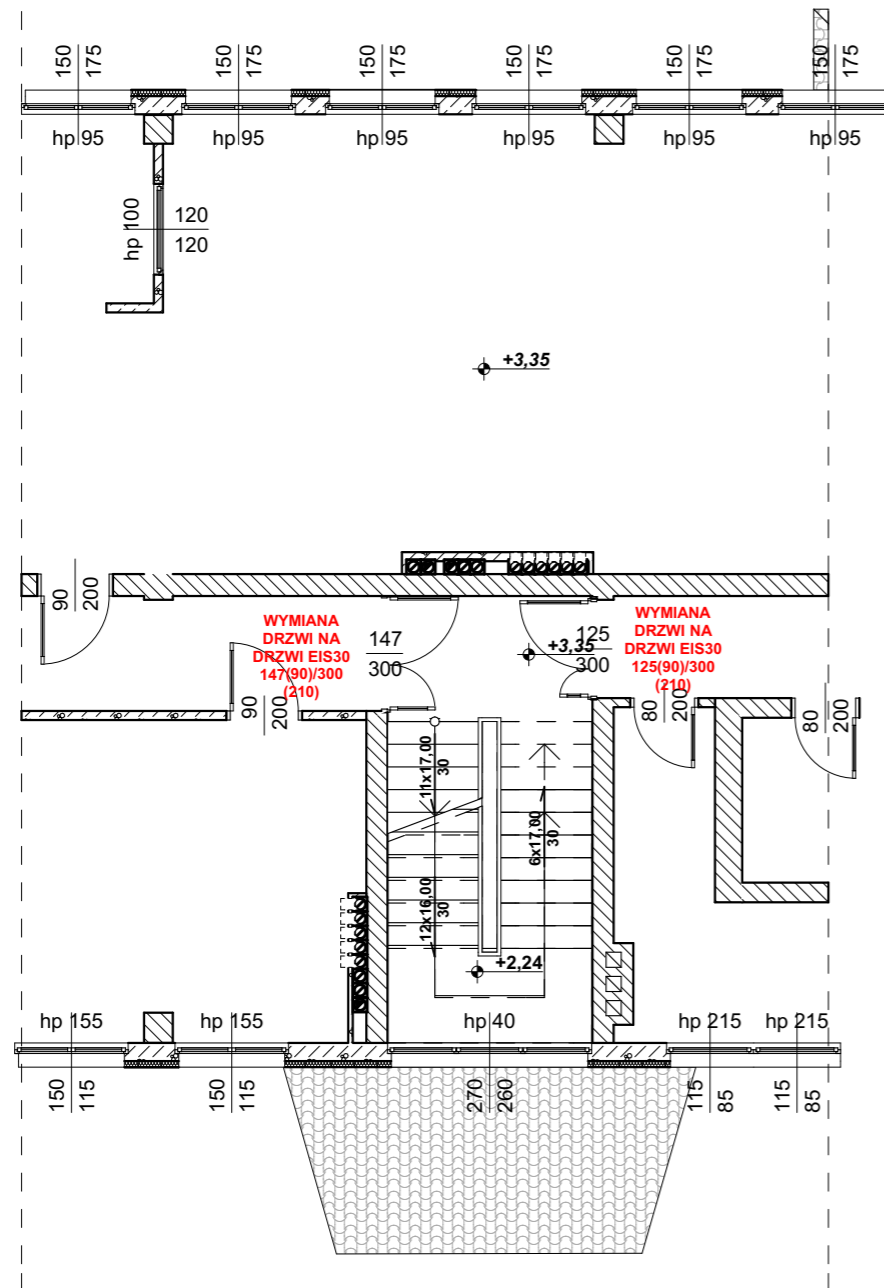 150 175
150 175
150 175
150 175
150 175
150 175
hp 95
hp 95
hp 95
hp 95
hp 95
hp 95
hp 100
120
120
+3,35
90
200
WYMIANA
DRZWI NA
DRZWI EIS30
147(90)/300
(210)
147
300
125
300
+3,35
WYMIANA
DRZWI NA
DRZWI EIS30
125(90)/300
(210)
90
200
80
200
80
200
11x17,00
30
6x17,00
30
12x16,00
30
+2,24
hp 155
hp 155
hp 40
hp 215
hp 215
150 115
150 115
270 260
115 85
115 85